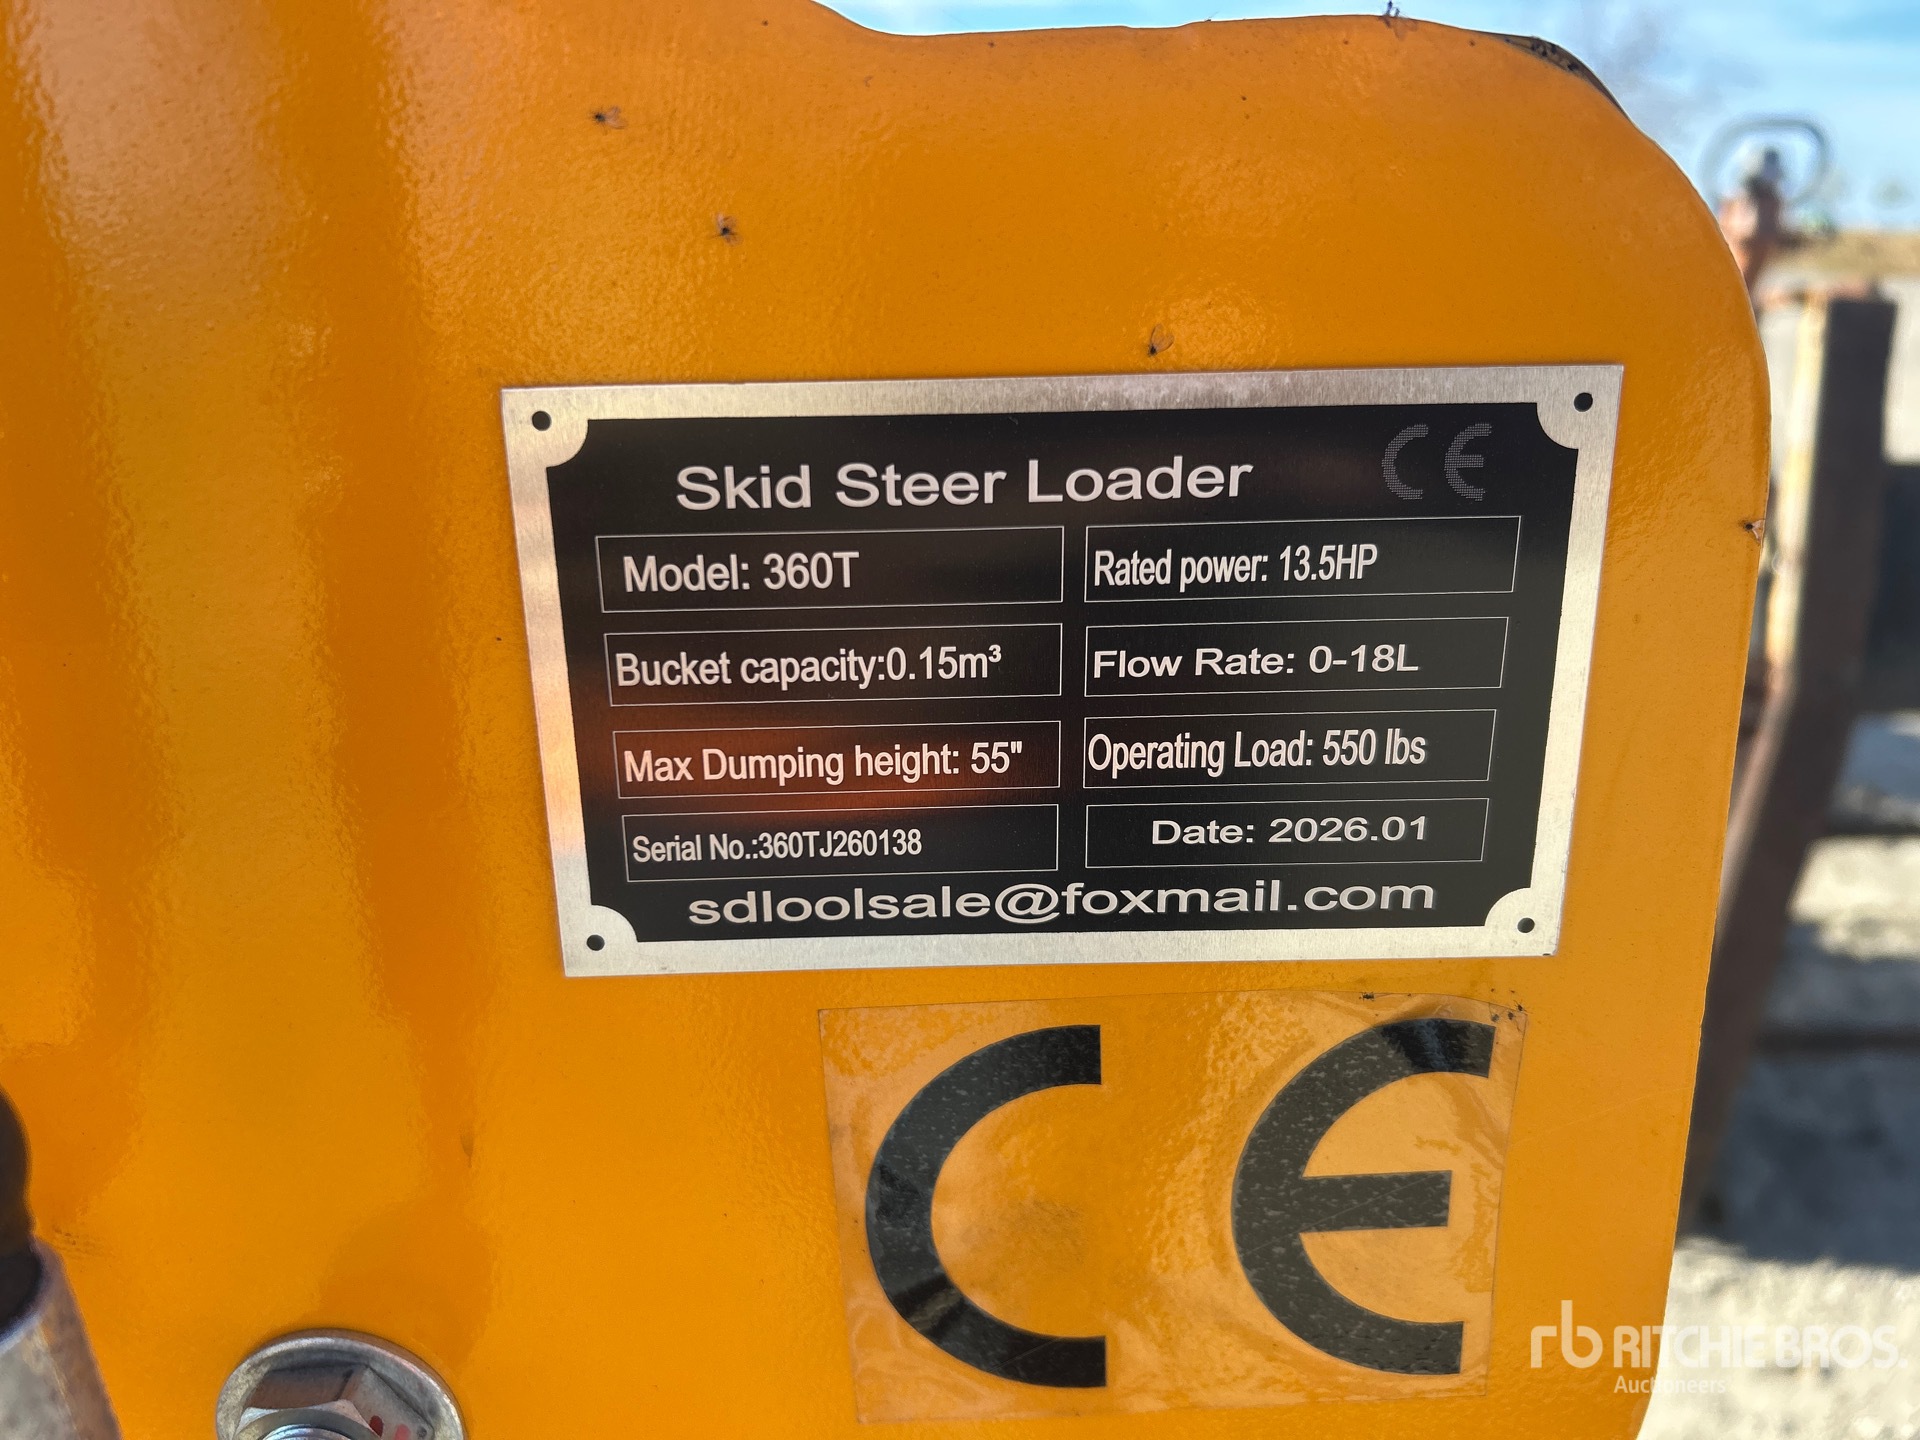 CE
Skid Steer Loader
Model: 360T
Rated power: 13.5HP
Bucket capacity:0.15m³
Flow Rate: 0-18L
Max Dumping height: 55"
Operating Load: 550 lbs
Serial No.:360TJ260138
Date: 2026.01
sdloolsale@foxmail.com
CE
rb RITCHIE BROS.
Auctioneers